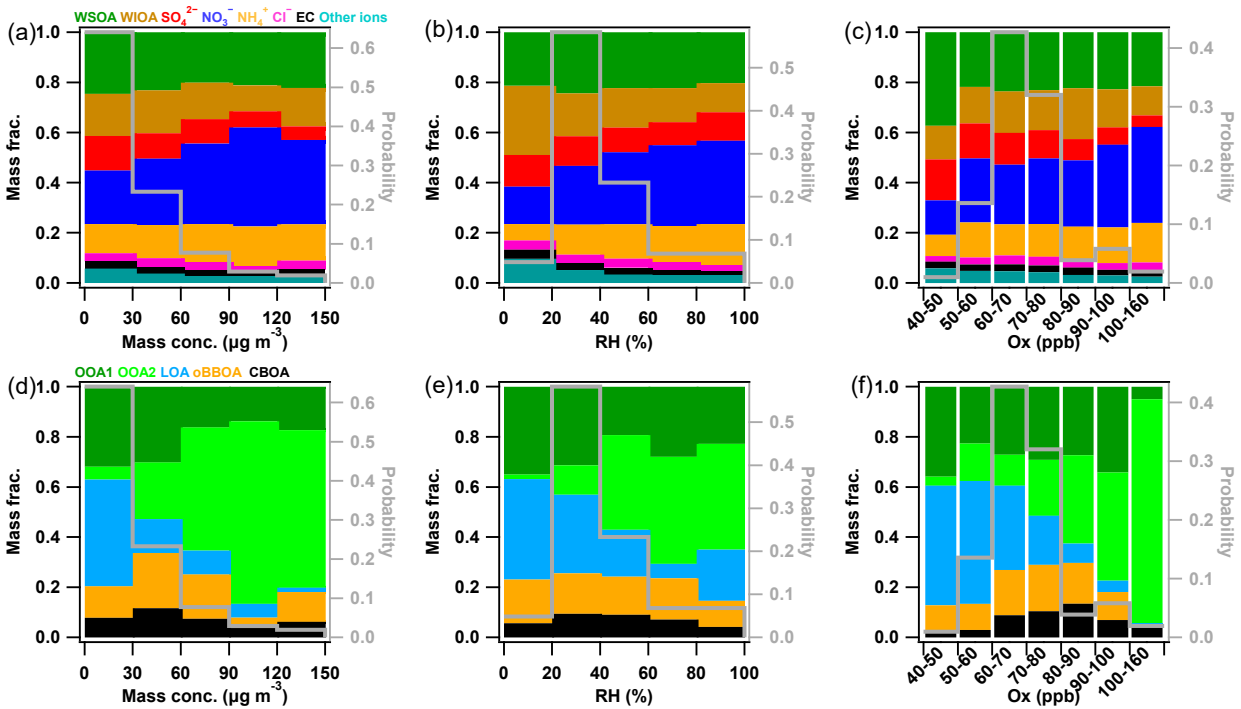 WSOA WIOA SO₄²⁻ NO₃⁻ NH₄⁺ Cl⁻ EC Other ions
(a)
1.0
0.8
0.6
0.4
0.2
0.0
Mass frac.
0.6
0.5
0.4
0.3
0.2
0.1
0.0
Probability
0 30 60 90 120 150
Mass conc. (µg m⁻³)
(b)
1.0
0.8
0.6
0.4
0.2
0.0
Mass frac.
0.5
0.4
0.3
0.2
0.1
0.0
Probability
0 20 40 60 80 100
RH (%)
(c)
1.0
0.8
0.6
0.4
0.2
0.0
Mass frac.
0.4
0.3
0.2
0.1
0.0
Probability
40-50 50-60 60-70 70-80 80-90 90-100 100-160
Ox (ppb)
OOA1 OOA2 LOA oBBOA CBOA
(d)
1.0
0.8
0.6
0.4
0.2
0.0
Mass frac.
0.6
0.5
0.4
0.3
0.2
0.1
0.0
Probability
0 30 60 90 120 150
Mass conc. (µg m⁻³)
(e)
1.0
0.8
0.6
0.4
0.2
0.0
Mass frac.
0.5
0.4
0.3
0.2
0.1
0.0
Probability
0 20 40 60 80 100
RH (%)
(f)
1.0
0.8
0.6
0.4
0.2
0.0
Mass frac.
0.4
0.3
0.2
0.1
0.0
Probability
40-50 50-60 60-70 70-80 80-90 90-100 100-160
Ox (ppb)